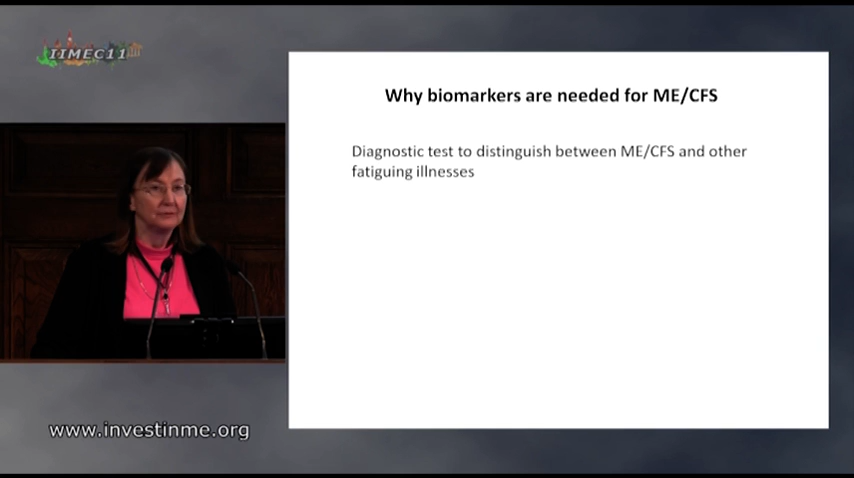 IIMEC11
Why biomarkers are needed for ME/CFS
Diagnostic test to distinguish between ME/CFS and other
fatiguing illnesses
www.investinme.org